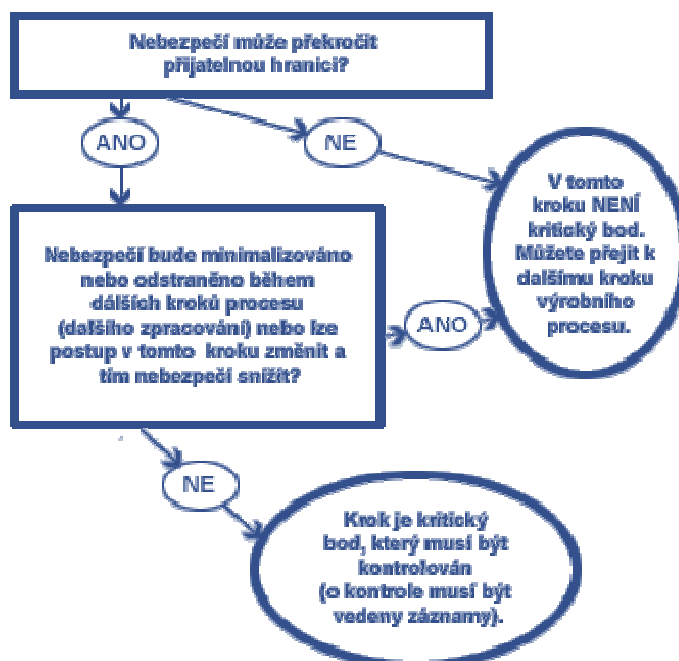 Nebezpečí může překročit
přijatelnou hranici?
ANO
NE
V tomto
kroku NENÍ
kritický bod.
Můžete přejít k
dalšímu kroku
výrobního
procesu.
Nebezpečí bude minimalizováno
nebo odstraněno během
dálších kroků procesu
(dalšího zpracování) nebo lze
postup v tomto kroku změnit a
tím nebezpečí snížit?
ANO
NE
Krok je kritický
bod, který musí být
kontrolován
(o kontrole musí být
vedeny záznamy).